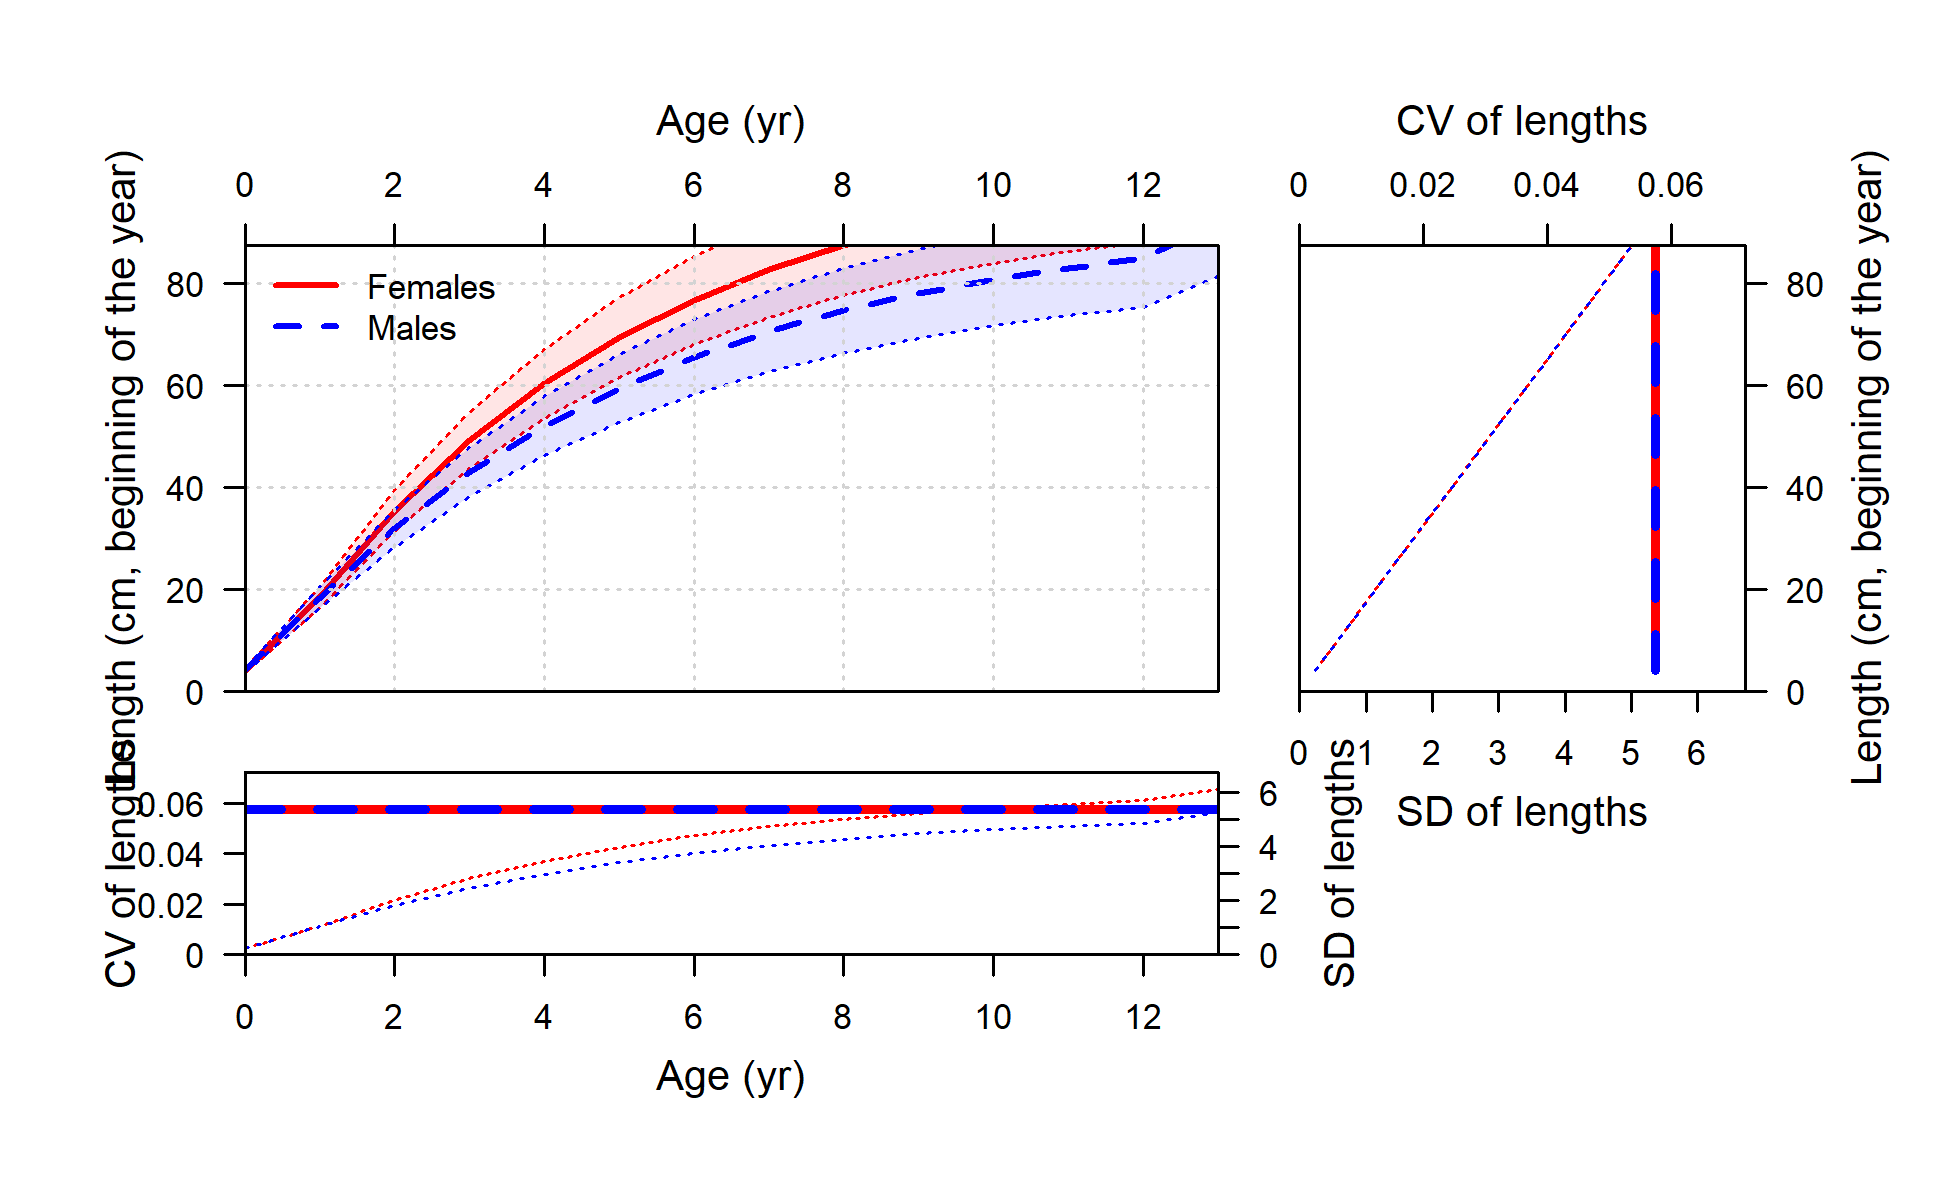 Age (yr)
0 2 4 6 8 10 12
Length (cm, beginning of the year)
80
60
40
20
0
Females
Males
CV of lengths
0 0.02 0.04 0.06
80
60
40
20
0
Length (cm, beginning of the year)
0 1 2 3 4 5 6
SD of lengths
CV of lengths
0.06
0.04
0.02
0
6
4
2
0
SD of lengths
0 2 4 6 8 10 12
Age (yr)